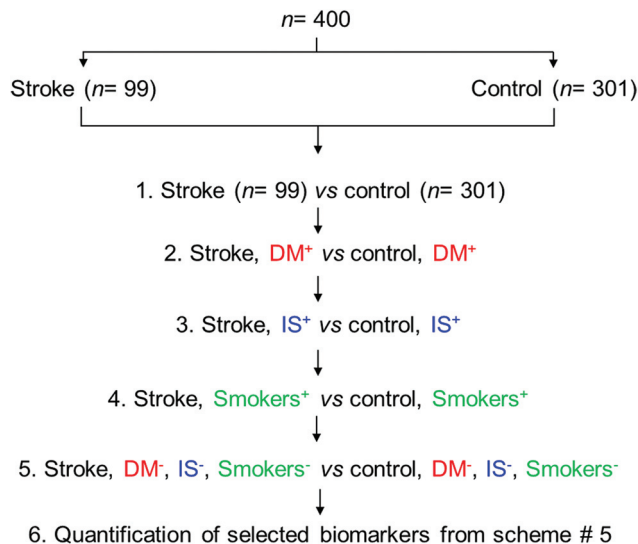 n= 400
Stroke (n= 99)
Control (n= 301)
1. Stroke (n= 99) vs control (n= 301)
2. Stroke, DM⁺ vs control, DM⁺
3. Stroke, IS⁺ vs control, IS⁺
4. Stroke, Smokers⁺ vs control, Smokers⁺
5. Stroke, DM⁻, IS⁻, Smokers⁻ vs control, DM⁻, IS⁻, Smokers⁻
6. Quantification of selected biomarkers from scheme # 5